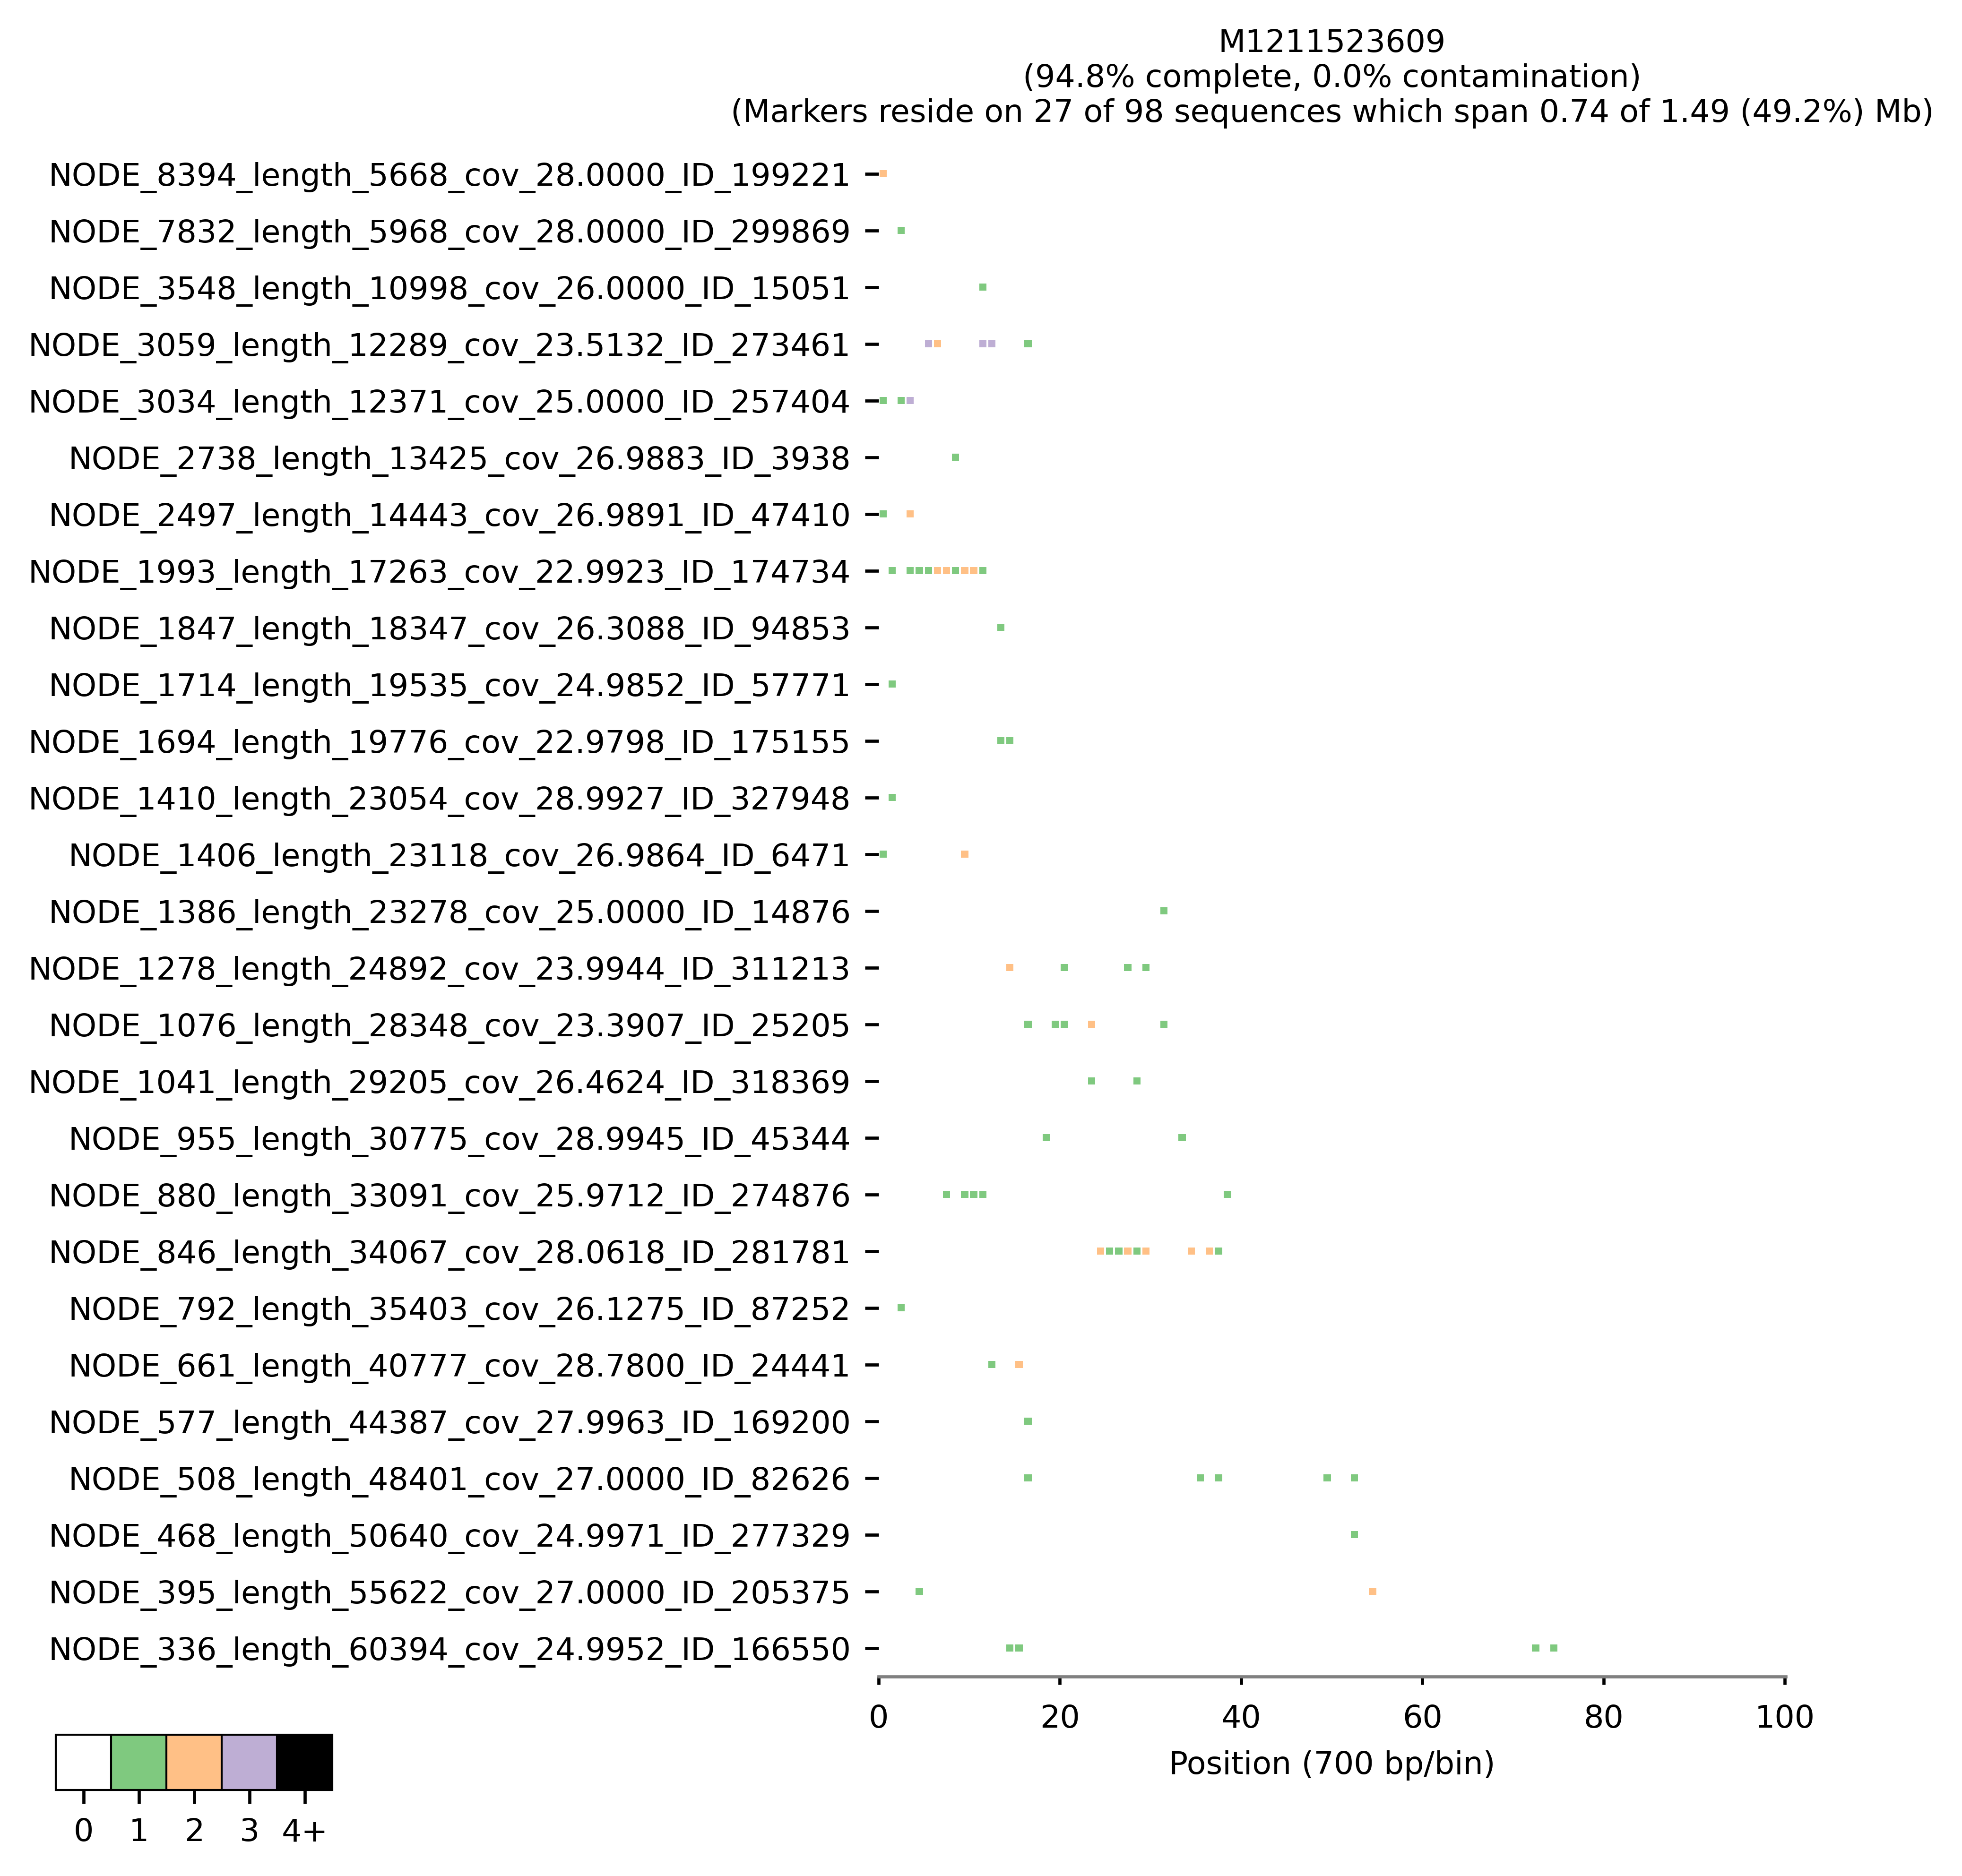 M1211523609
(94.8% complete, 0.0% contamination)
(Markers reside on 27 of 98 sequences which span 0.74 of 1.49 (49.2%) Mb)
NODE_8394_length_5668_cov_28.0000_ID_199221
NODE_7832_length_5968_cov_28.0000_ID_299869
NODE_3548_length_10998_cov_26.0000_ID_15051
NODE_3059_length_12289_cov_23.5132_ID_273461
NODE_3034_length_12371_cov_25.0000_ID_257404
NODE_2738_length_13425_cov_26.9883_ID_3938
NODE_2497_length_14443_cov_26.9891_ID_47410
NODE_1993_length_17263_cov_22.9923_ID_174734
NODE_1847_length_18347_cov_26.3088_ID_94853
NODE_1714_length_19535_cov_24.9852_ID_57771
NODE_1694_length_19776_cov_22.9798_ID_175155
NODE_1410_length_23054_cov_28.9927_ID_327948
NODE_1406_length_23118_cov_26.9864_ID_6471
NODE_1386_length_23278_cov_25.0000_ID_14876
NODE_1278_length_24892_cov_23.9944_ID_311213
NODE_1076_length_28348_cov_23.3907_ID_25205
NODE_1041_length_29205_cov_26.4624_ID_318369
NODE_955_length_30775_cov_28.9945_ID_45344
NODE_880_length_33091_cov_25.9712_ID_274876
NODE_846_length_34067_cov_28.0618_ID_281781
NODE_792_length_35403_cov_26.1275_ID_87252
NODE_661_length_40777_cov_28.7800_ID_24441
NODE_577_length_44387_cov_27.9963_ID_169200
NODE_508_length_48401_cov_27.0000_ID_82626
NODE_468_length_50640_cov_24.9971_ID_277329
NODE_395_length_55622_cov_27.0000_ID_205375
NODE_336_length_60394_cov_24.9952_ID_166550
0 20 40 60 80 100
Position (700 bp/bin)
0 1 2 3 4+